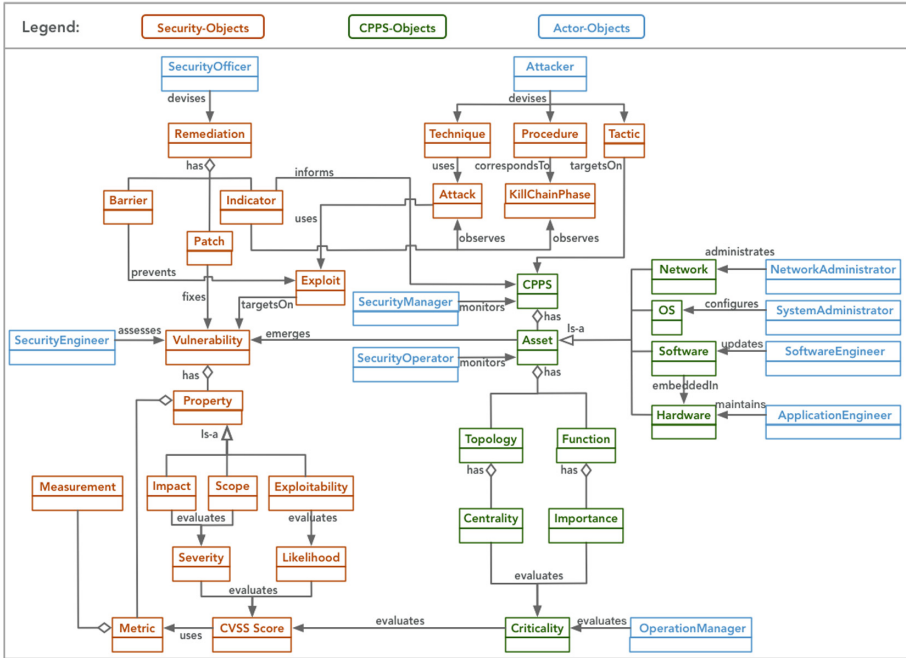 Legend:
Security-Objects
CPPS-Objects
Actor-Objects
SecurityOfficer
Attacker
devises
devises
Remediation
Technique
Procedure
Tactic
has
uses
correspondsTo
targetsOn
informs
Barrier
Indicator
Attack
KillChainPhase
uses
Patch
observes
observes
administrates
prevents
Exploit
CPPS
Network
NetworkAdministrator
fixes
targetsOn
SecurityManager
monitors
has
OS
configures
SystemAdministrator
Is-a
SecurityEngineer
assesses
Vulnerability
emerges
Asset
Software
updates
SoftwareEngineer
SecurityOperator
monitors
has
has
embeddedIn
Property
maintains
Hardware
ApplicationEngineer
Is-a
Topology
Function
has
has
Measurement
Impact
Scope
Exploitability
evaluates
evaluates
Centrality
Importance
Severity
Likelihood
evaluates
evaluates
Metric
uses
CVSS Score
evaluates
Criticality
evaluates
OperationManager